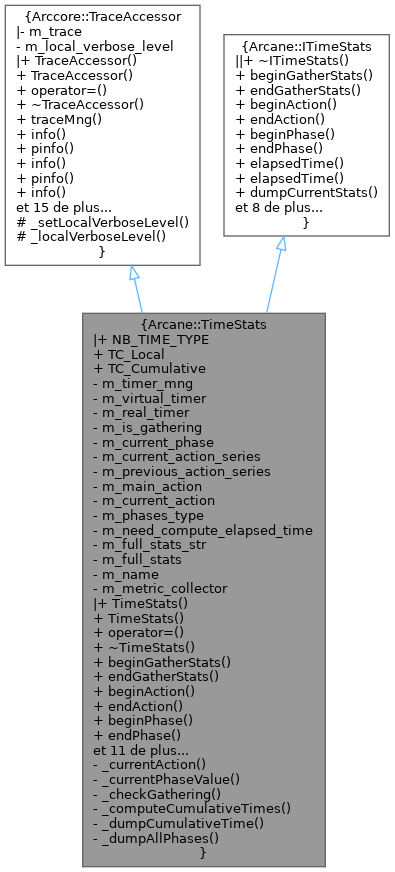 {Arccore::TraceAccessor
|- m_trace
- m_local_verbose_level
|+ TraceAccessor()
+ TraceAccessor()
+ operator=()
+ ~TraceAccessor()
+ traceMng()
+ info()
+ pinfo()
+ info()
+ pinfo()
+ info()
et 15 de plus...
# _setLocalVerboseLevel()
# _localVerboseLevel()
}
{Arcane::ITimeStats
||+ ~ITimeStats()
+ beginGatherStats()
+ endGatherStats()
+ beginAction()
+ endAction()
+ beginPhase()
+ endPhase()
+ elapsedTime()
+ elapsedTime()
+ dumpCurrentStats()
et 8 de plus...
}
{Arcane::TimeStats
|+ NB_TIME_TYPE
+ TC_Local
+ TC_Cumulative
- m_timer_mng
- m_virtual_timer
- m_real_timer
- m_is_gathering
- m_current_phase
- m_current_action_series
- m_previous_action_series
- m_main_action
- m_current_action
- m_phases_type
- m_need_compute_elapsed_time
- m_full_stats_str
- m_full_stats
- m_name
- m_metric_collector
|+ TimeStats()
+ TimeStats()
+ operator=()
+ ~TimeStats()
+ beginGatherStats()
+ endGatherStats()
+ beginAction()
+ endAction()
+ beginPhase()
+ endPhase()
et 11 de plus...
- _currentAction()
- _currentPhaseValue()
- _checkGathering()
- _computeCumulativeTimes()
- _dumpCumulativeTime()
- _dumpAllPhases()
}